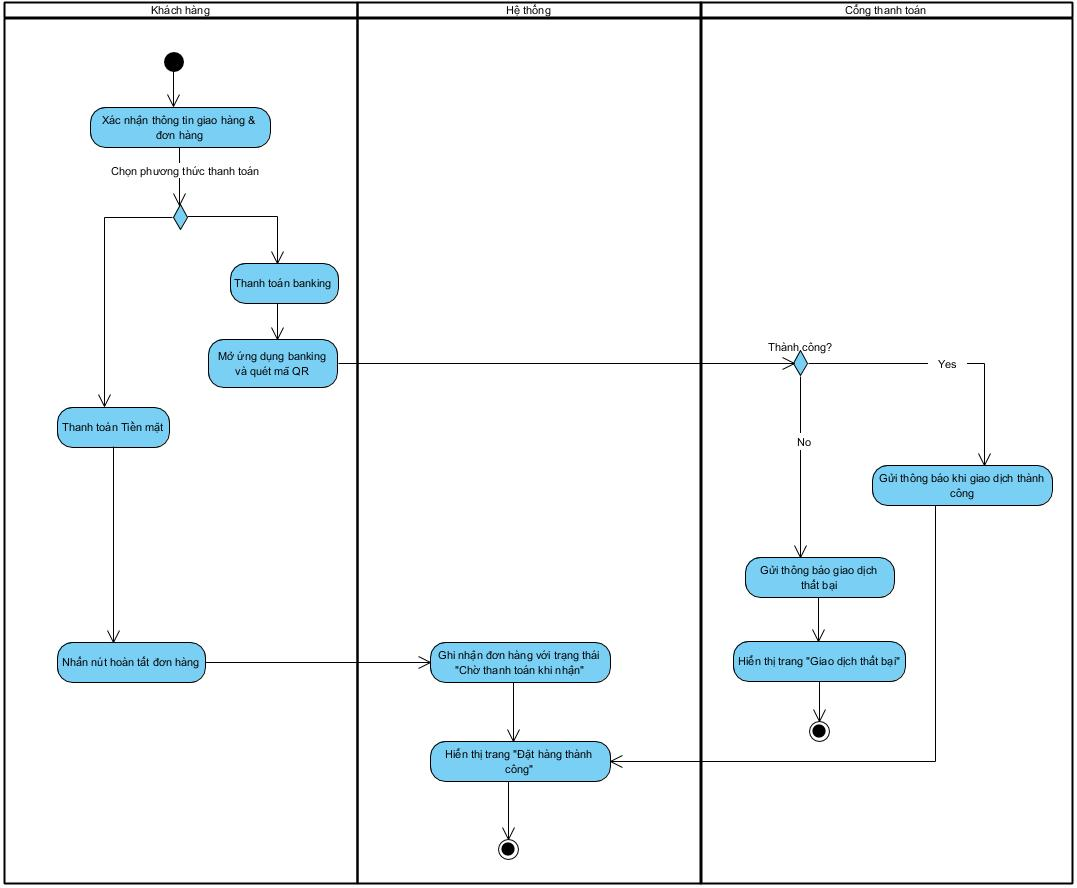 Khách hàng
Hệ thống
Cổng thanh toán
Xác nhận thông tin giao hàng &
đơn hàng
Chọn phương thức thanh toán
Thanh toán banking
Mở ứng dụng banking
và quét mã QR
Thành công?
Yes
No
Thanh toán Tiền mặt
Gửi thông báo khi giao dịch thành
công
Gửi thông báo giao dịch
thất bại
Nhấn nút hoàn tất đơn hàng
Ghi nhận đơn hàng với trạng thái
"Chờ thanh toán khi nhận"
Hiển thị trang "Giao dịch thất bại"
Hiển thị trang "Đặt hàng thành
công"